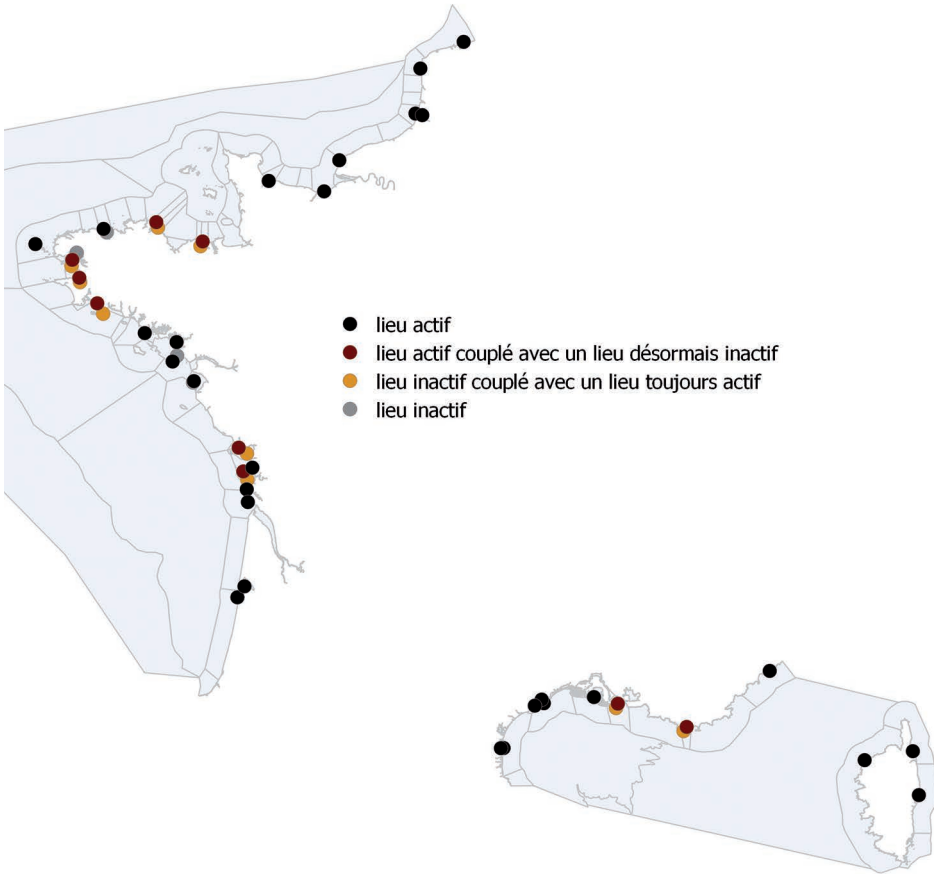 lieu actif
lieu actif couplé avec un lieu désormais inactif
lieu inactif couplé avec un lieu toujours actif
lieu inactif